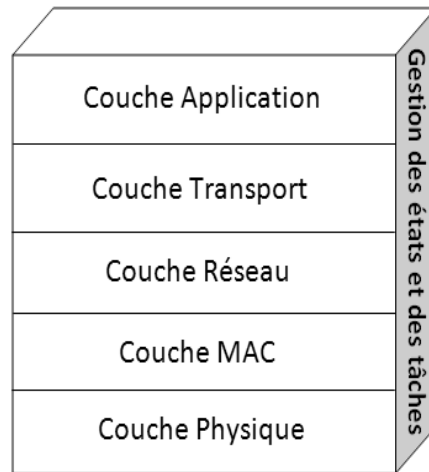 Couche Application
Couche Transport
Couche Réseau
Couche MAC
Couche Physique
Gestion des états et des tâches